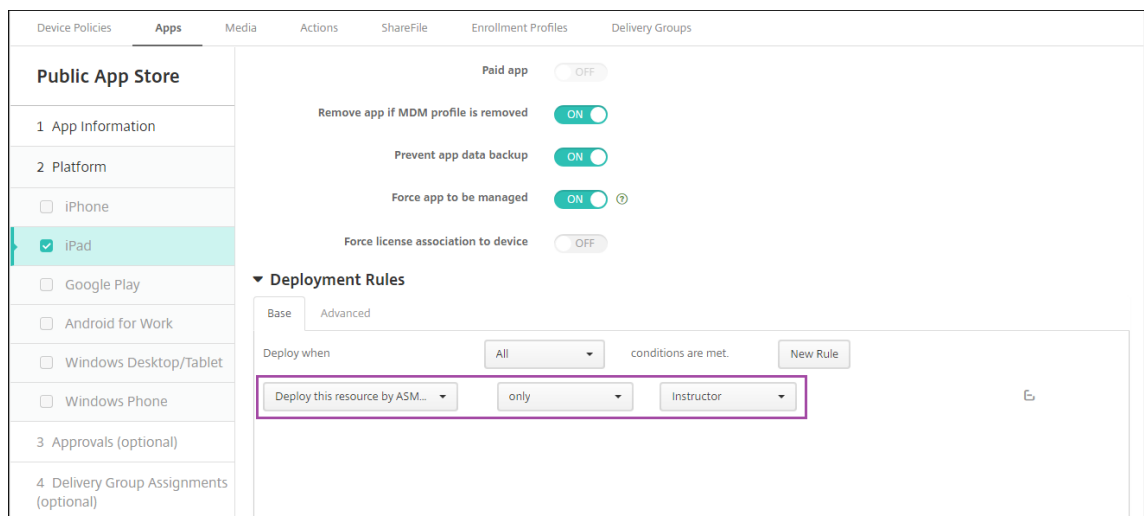 Device Policies Apps Media Actions ShareFile Enrollment Profiles Delivery Groups
Public App Store
1 App Information
2 Platform
iPhone
iPad
Google Play
Android for Work
Windows Desktop/Tablet
Windows Phone
3 Approvals (optional)
4 Delivery Group Assignments
(optional)
Paid app OFF
Remove app if MDM profile is removed ON
Prevent app data backup ON
Force app to be managed ON ?
Force license association to device OFF
Deployment Rules
Base Advanced
Deploy when All conditions are met. New Rule
Deploy this resource by ASM... only Instructor